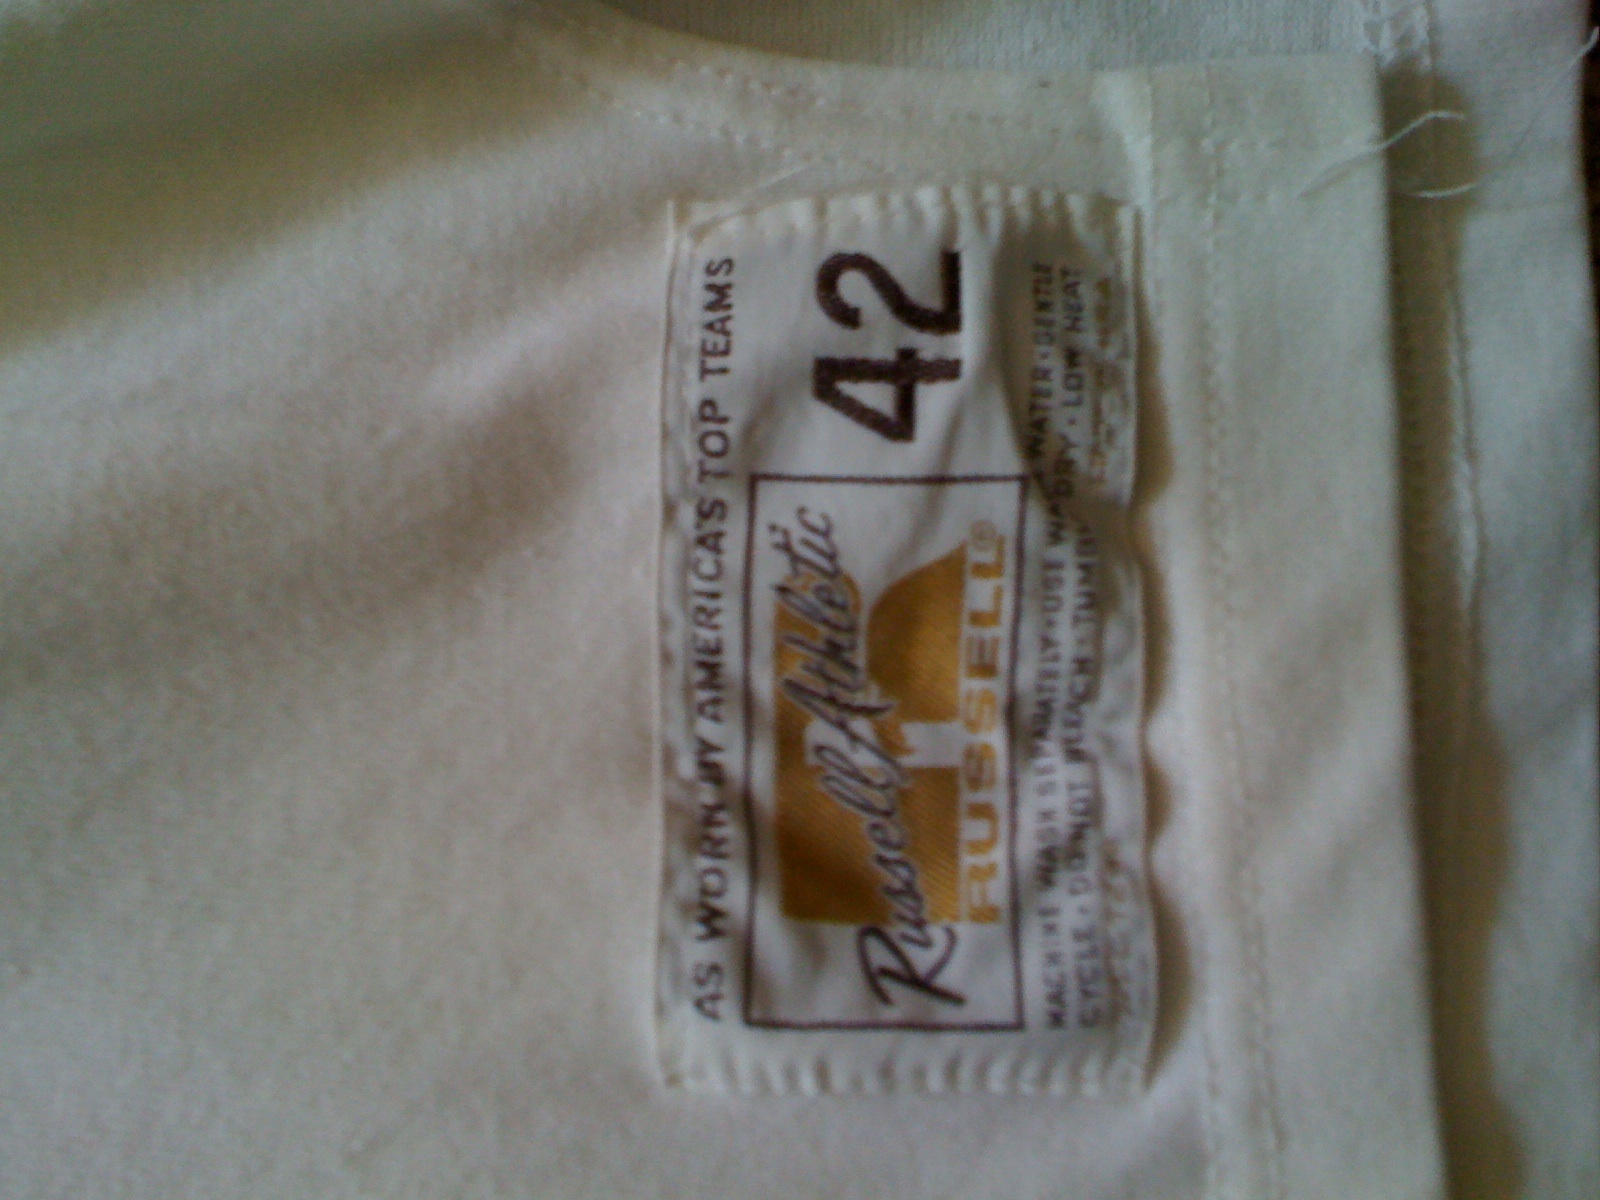 AS WORN BY AMERICA'S TOP TEAMS
Russell Athletic
RUSSELL®
42
MACHINE WASH SEPARATELY • USE WATER • GENTLE
CYCLE • DO NOT BLEACH • TUMBLE DRY • LOW HEAT